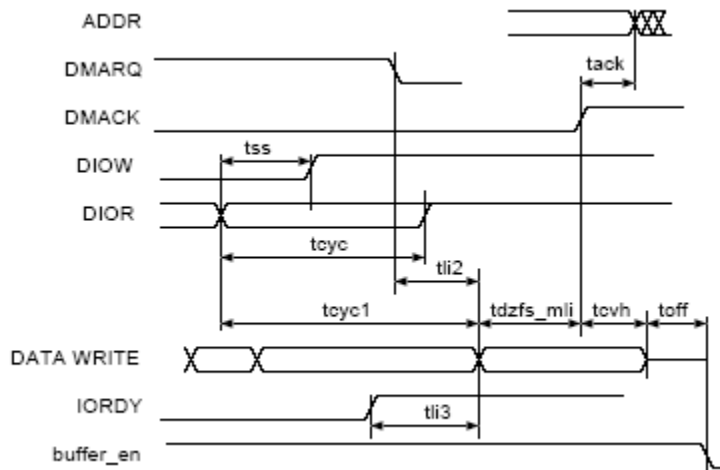 ADDR
DMARQ
tack
DMACK
tss
DIOW
DIOR
tcyc
tli2
tcyc1
tdzfs_mli
tcvh
toff
DATA WRITE
IORDY
tli3
buffer_en